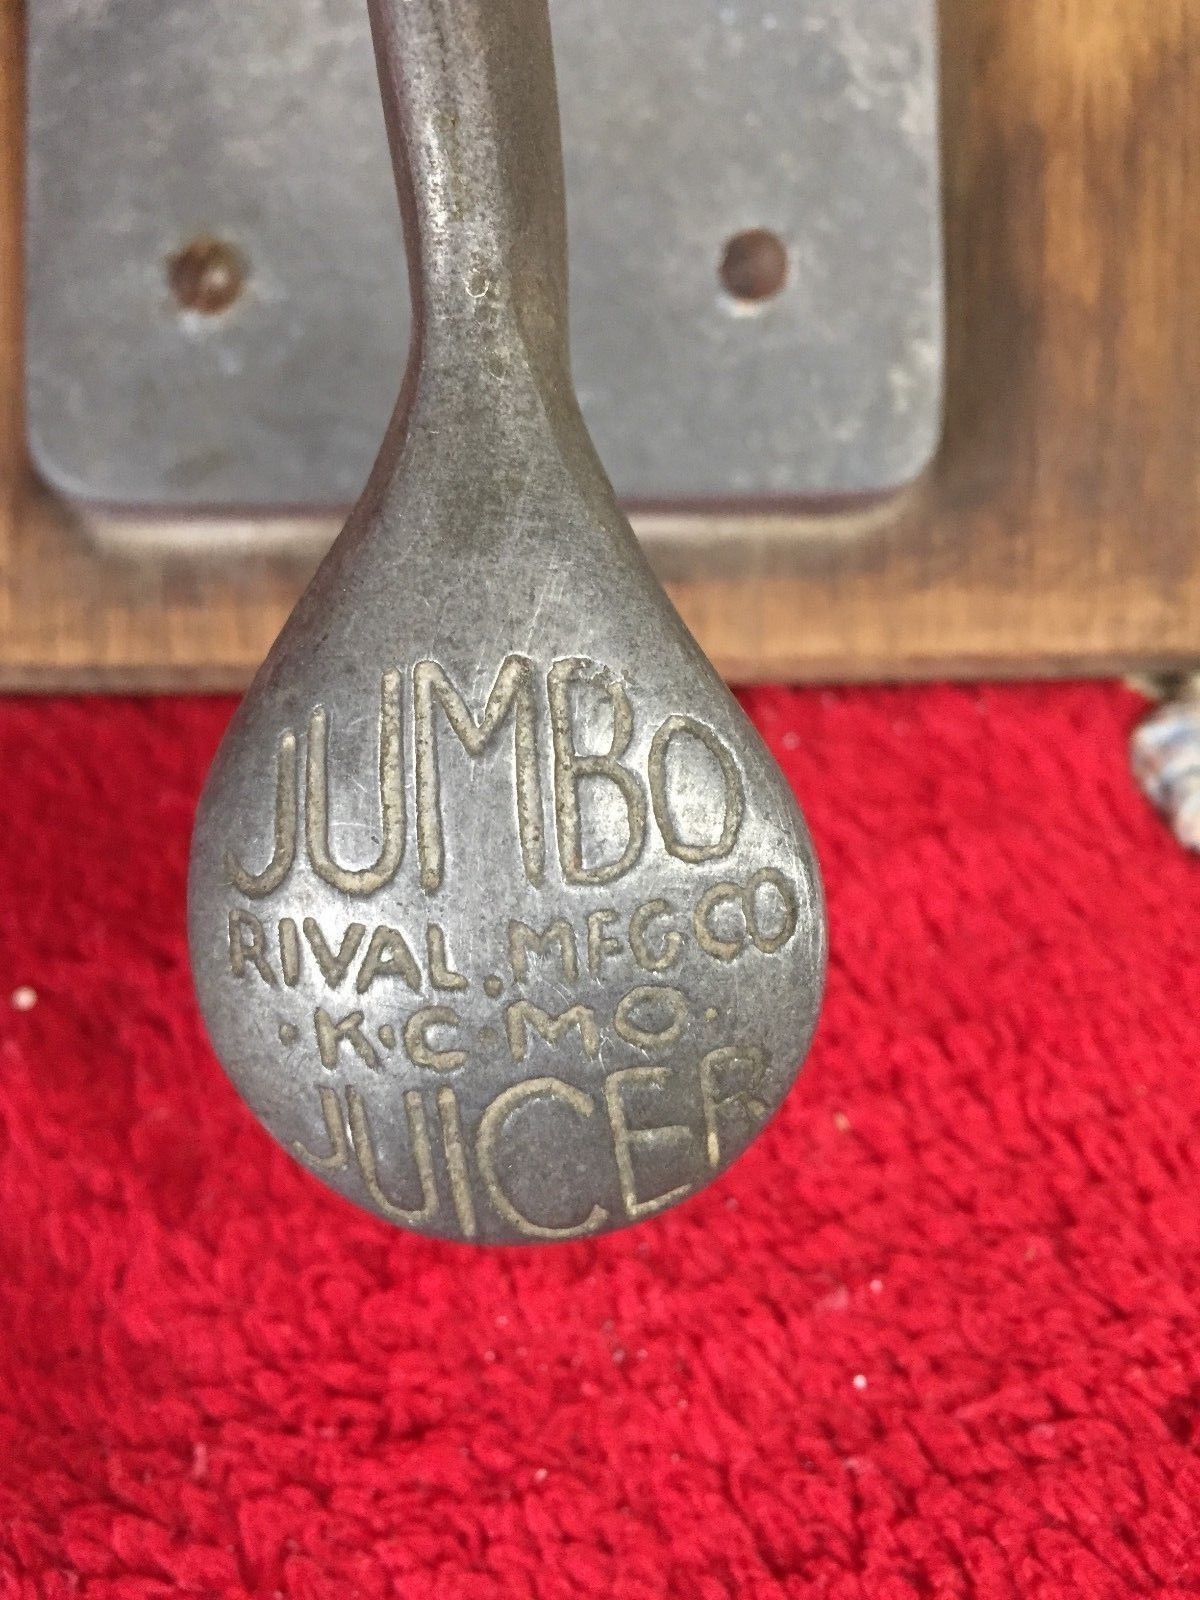 JUMBO
RIVAL. MFG CO
·K·C·MO·
JUICER